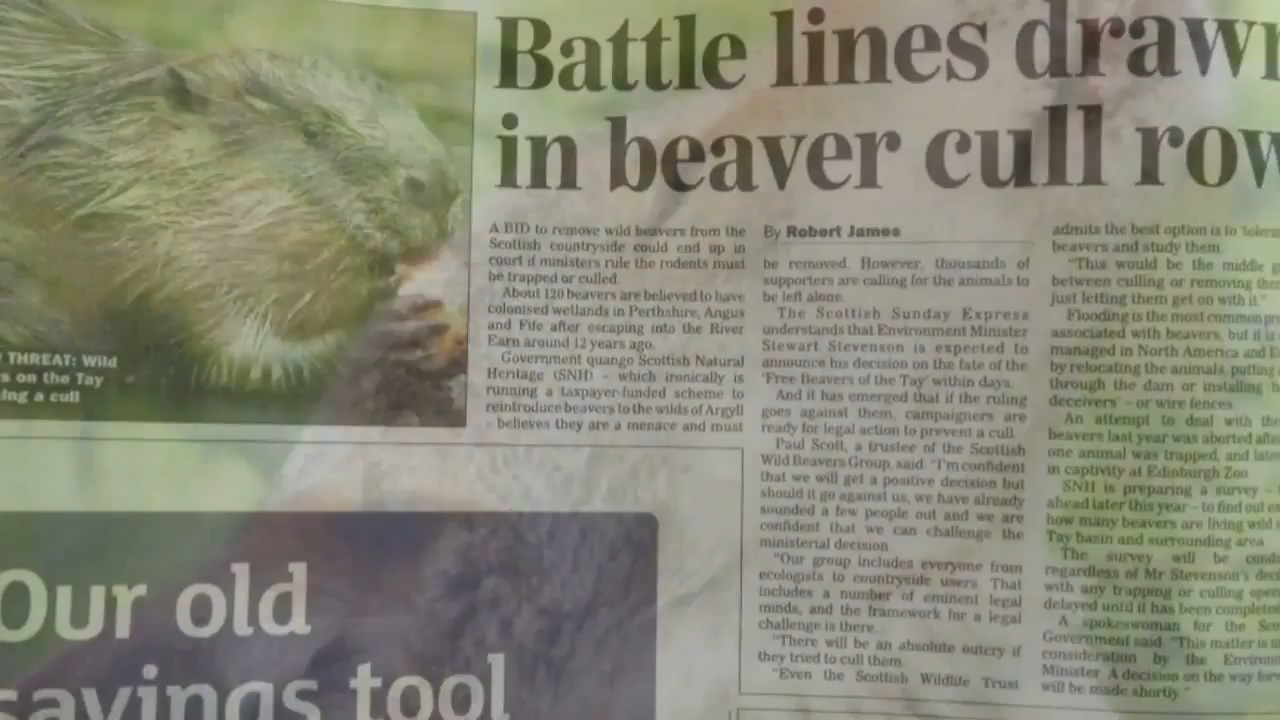 Battle lines drawn
in beaver cull row
THREAT: Wild
s on the Tay
ing a cull
A BID to remove wild beavers from the
Scottish countryside could end up in
court if ministers rule the rodents must
be trapped or culled.
About 120 beavers are believed to have
colonised wetlands in Perthshire, Angus
and Fife after escaping into the River
Earn around 12 years ago.
Government quango Scottish Natural
Heritage (SNH) – which ironically is
running a taxpayer-funded scheme to
reintroduce beavers to the wilds of Argyll
– believes they are a menace and must
By Robert James
be removed. However, thousands of
supporters are calling for the animals to
be left alone.
The Scottish Sunday Express
understands that Environment Minister
Stewart Stevenson is expected to
announce his decision on the fate of the
'Free Beavers of the Tay' within days.
And it has emerged that if the ruling
goes against them, campaigners are
ready for legal action to prevent a cull.
Paul Scott, a trustee of the Scottish
Wild Beavers Group, said: "I'm confident
that we will get a positive decision but
should it go against us, we have already
sounded a few people out and we are
confident that we can challenge the
ministerial decision.
"Our group includes everyone from
ecologists to countryside users. That
includes a number of eminent legal
minds, and the framework for a legal
challenge is there.
"There will be an absolute outcry if
they tried to cull them.
"Even the Scottish Wildlife Trust
admits the best option is to 'tolera
beavers and study them.
"This would be the middle g
between culling or removing the
just letting them get on with it."
Flooding is the most common pr
associated with beavers, but it is
managed in North America and E
by relocating the animals, putting
through the dam or installing
deceivers' – or wire fences.
An attempt to deal with the
beavers last year was aborted afte
one animal was trapped, and later
in captivity at Edinburgh Zoo.
SNH is preparing a survey –
ahead later this year – to find out e
how many beavers are living wild
Tay basin and surrounding area.
The survey will be condu
regardless of Mr Stevenson's deci
with any trapping or culling oper
delayed until it has been complete
A spokeswoman for the Sco
Government said: "This matter is u
consideration by the Environ
Minister. A decision on the way for
will be made shortly."
Our old
savings tool